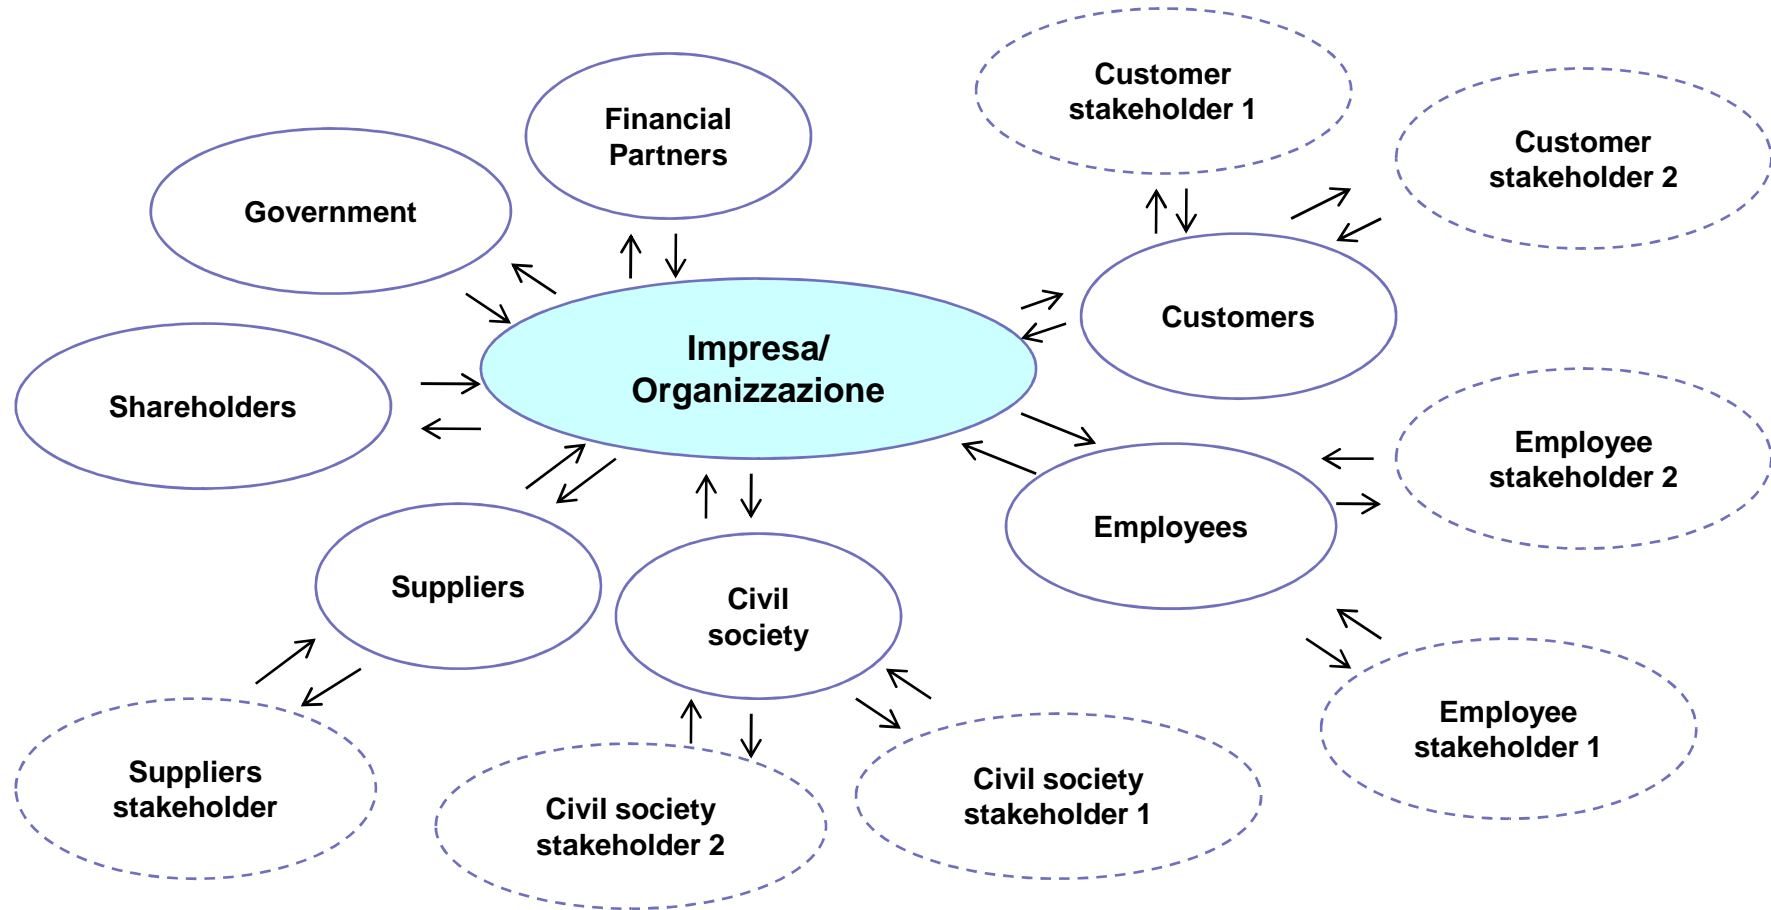 Customer
stakeholder 1
Financial
Partners
Customer
stakeholder 2
Government
Customers
Impresa/
Organizzazione
Shareholders
Employee
stakeholder 2
Employees
Suppliers
Civil
society
Employee
stakeholder 1
Suppliers
stakeholder
Civil society
stakeholder 1
Civil society
stakeholder 2